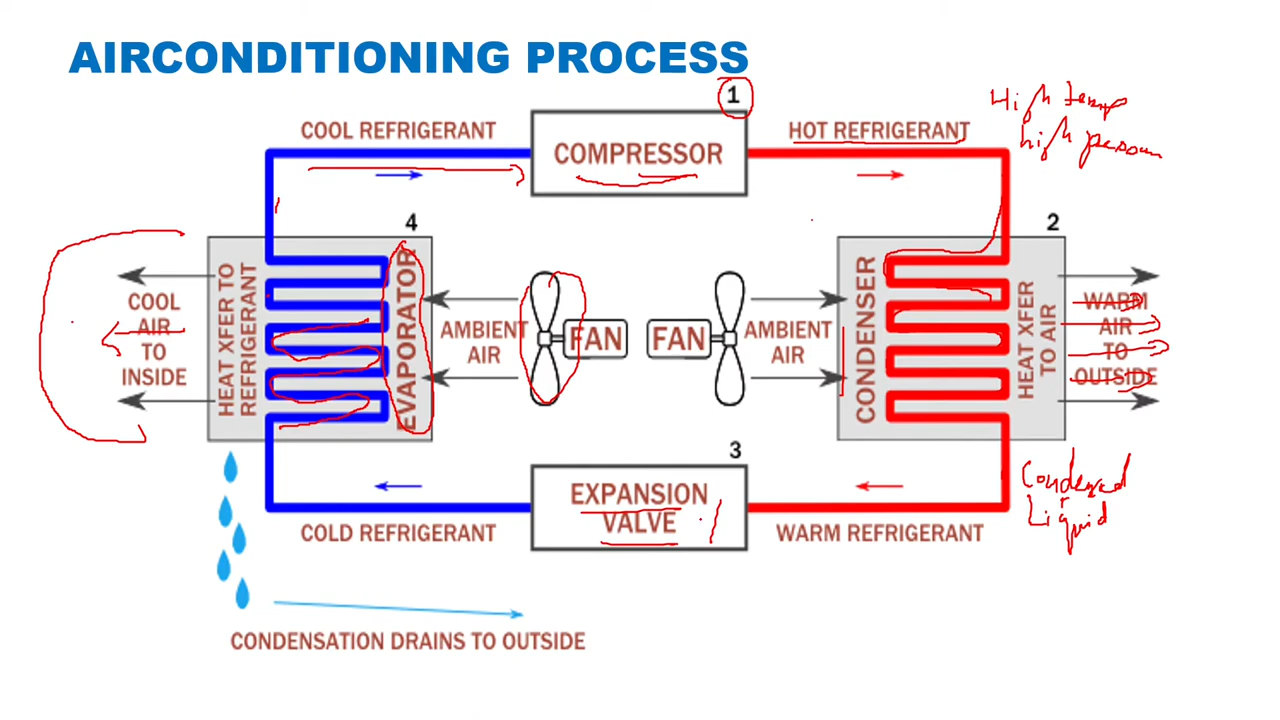 AIRCONDITIONING PROCESS
1
COOL REFRIGERANT
COMPRESSOR
HOT REFRIGERANT
High temp
high
4
2
COOL
AIR
TO
INSIDE
HEAT XFER TO
REFRIGERANT
EVAPORATOR
AMBIENT
AIR
FAN
FAN
AMBIENT
AIR
CONDENSER
HEAT XFER
TO AIR
WARM
AIR
TO
OUTSIDE
3
EXPANSION
VALVE
COLD REFRIGERANT
WARM REFRIGERANT
Condensed
Liquid
CONDENSATION DRAINS TO OUTSIDE